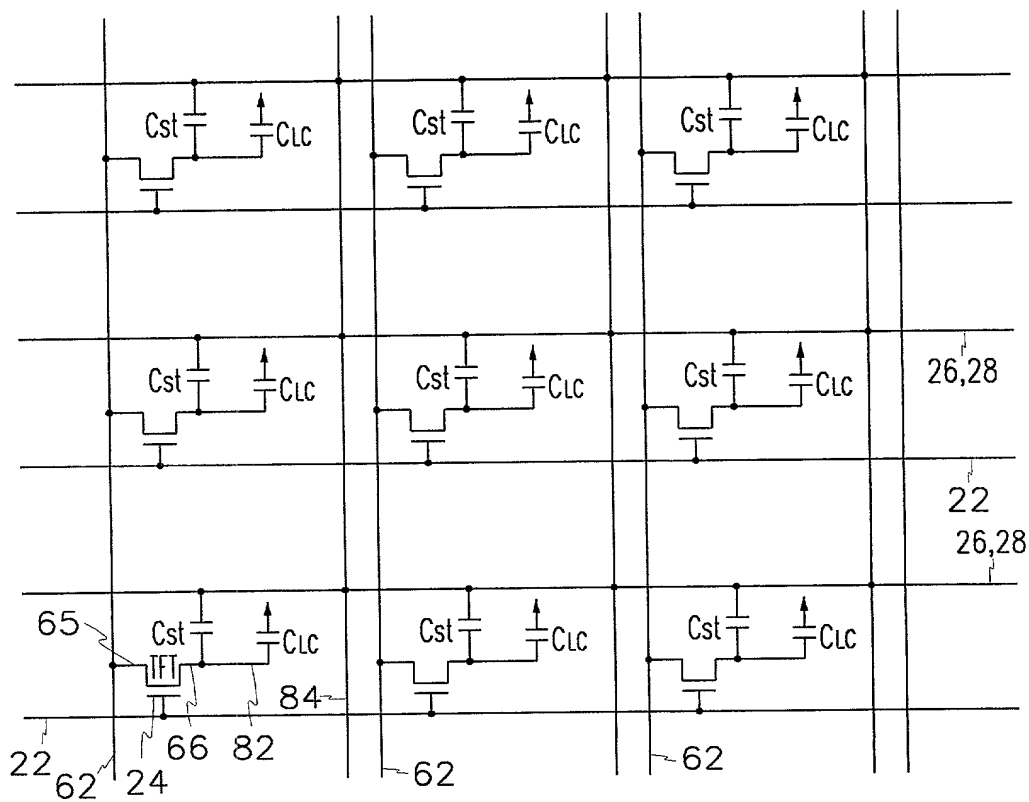 Cst CLC Cst CLC Cst CLC
Cst CLC Cst CLC Cst CLC
26,28
22
26,28
65 TFT Cst CLC Cst CLC Cst CLC
84
22 62 24 66 82 62 62